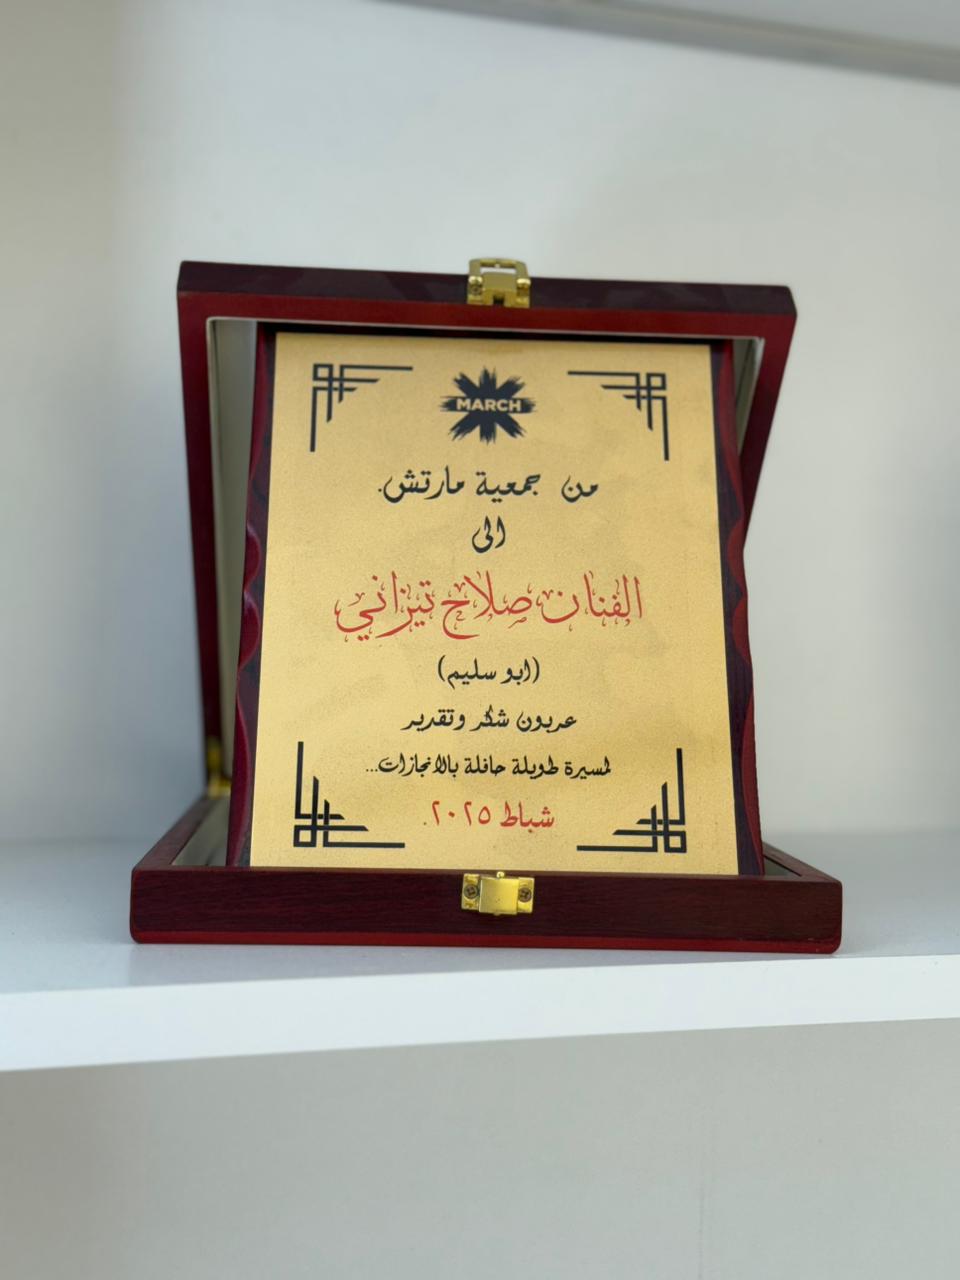 MARCH
من جمعية مارتش.
الى
الفنان صلاح تيزاني
(ابو سليم)
عربون شكر وتقدير
لمسيرة طويلة حافلة بالانجازات...
شباط ٢٠٢٥.